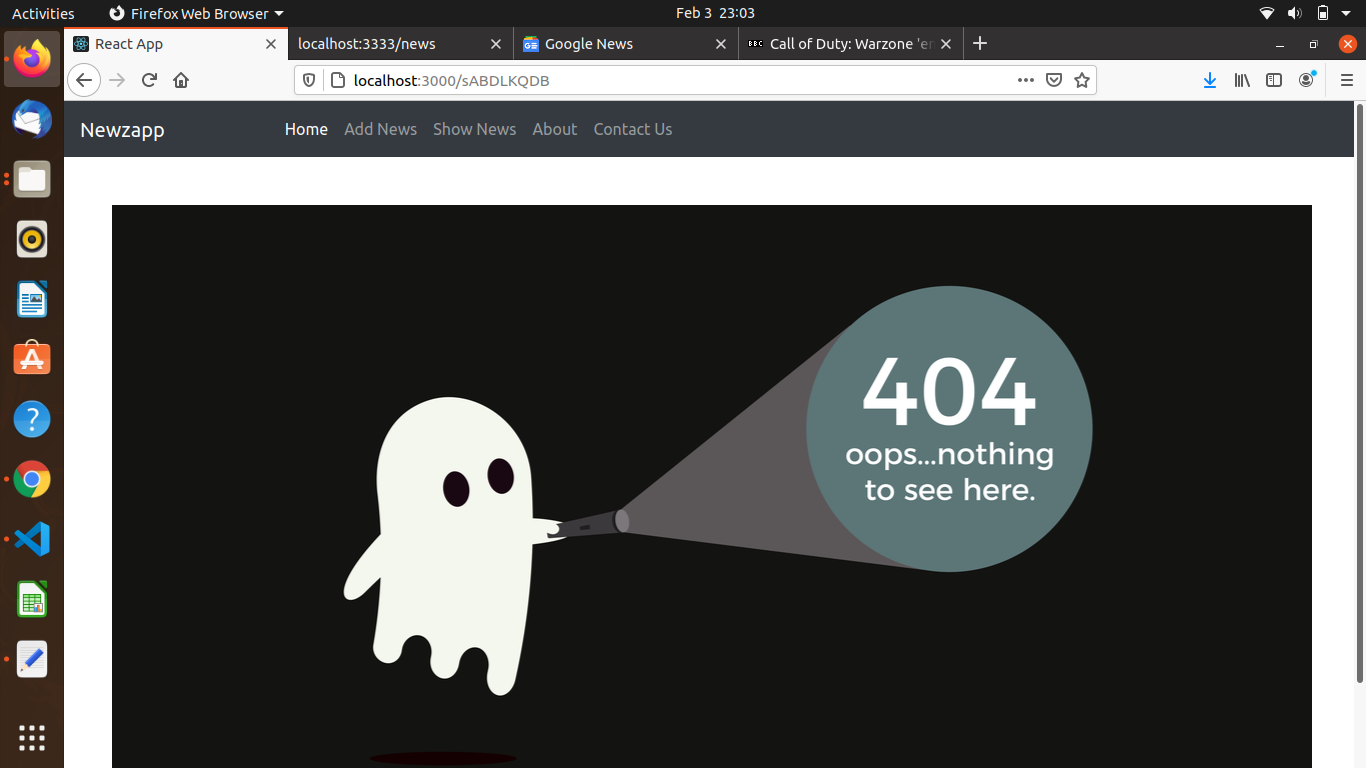 Activities
Firefox Web Browser
Feb 3 23:03
React App
localhost:3333/news
Google News
BBC
Call of Duty: Warzone 'er
localhost:3000/sABDLKQDB
Newzapp
Home
Add News
Show News
About
Contact Us
404
oops...nothing
to see here.